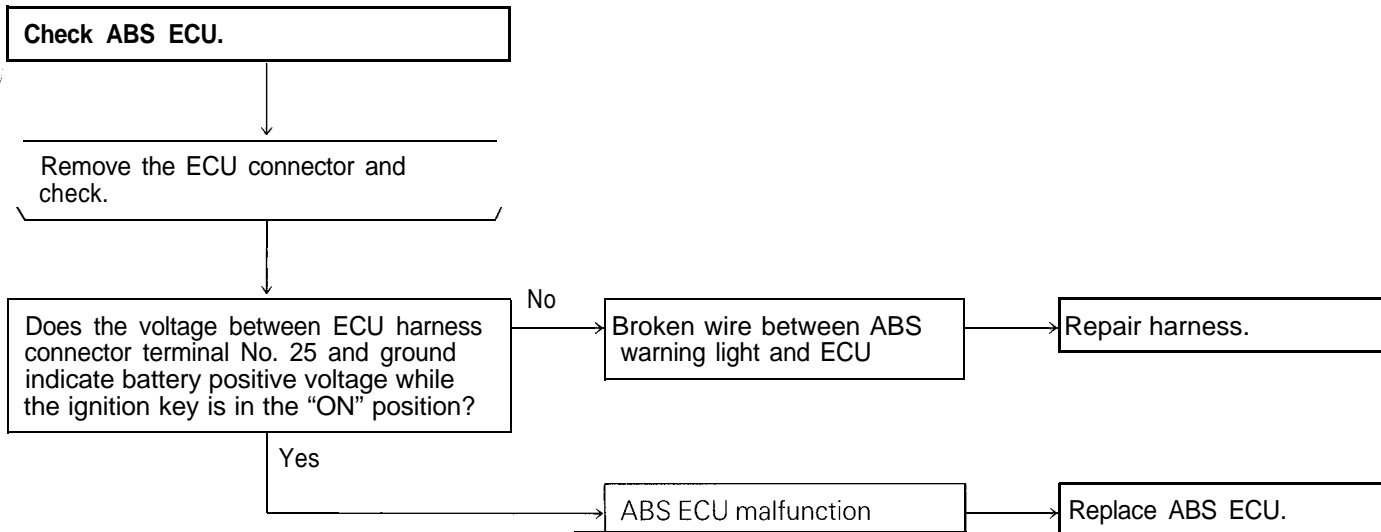 Check ABS ECU.
Remove the ECU connector and
check.
Does the voltage between ECU harness
connector terminal No. 25 and ground
indicate battery positive voltage while
the ignition key is in the “ON” position?
No
Broken wire between ABS
warning light and ECU
Repair harness.
Yes
ABS ECU malfunction
Replace ABS ECU.